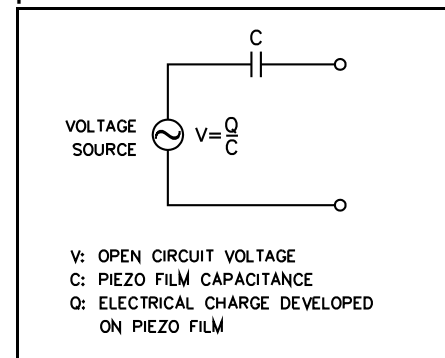 C
VOLTAGE
SOURCE
V=Q/C
V: OPEN CIRCUIT VOLTAGE
C: PIEZO FILM CAPACITANCE
Q: ELECTRICAL CHARGE DEVELOPED
ON PIEZO FILM